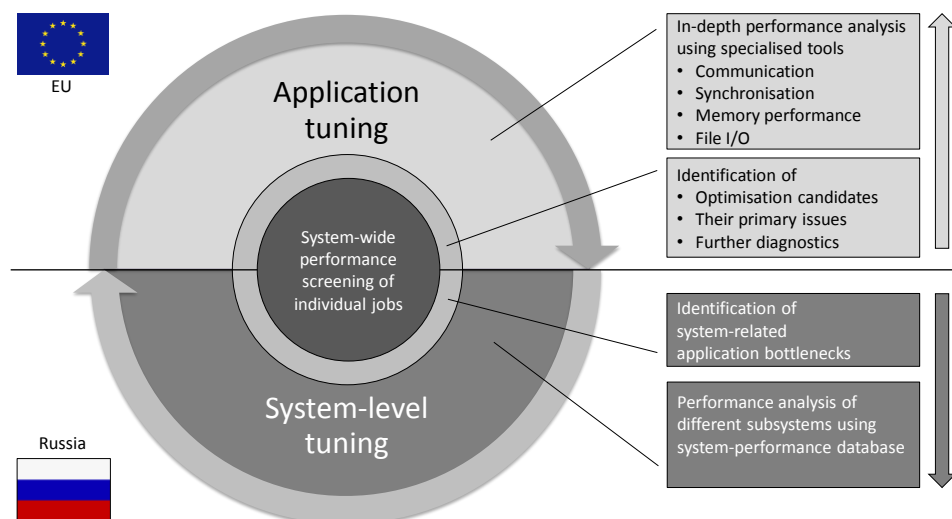 EU
Application
tuning
System-wide
performance
screening of
individual jobs
System-level
tuning
Russia
In-depth performance analysis
using specialised tools
• Communication
• Synchronisation
• Memory performance
• File I/O
Identification of
• Optimisation candidates
• Their primary issues
• Further diagnostics
Identification of
system-related
application bottlenecks
Performance analysis of
different subsystems using
system-performance database